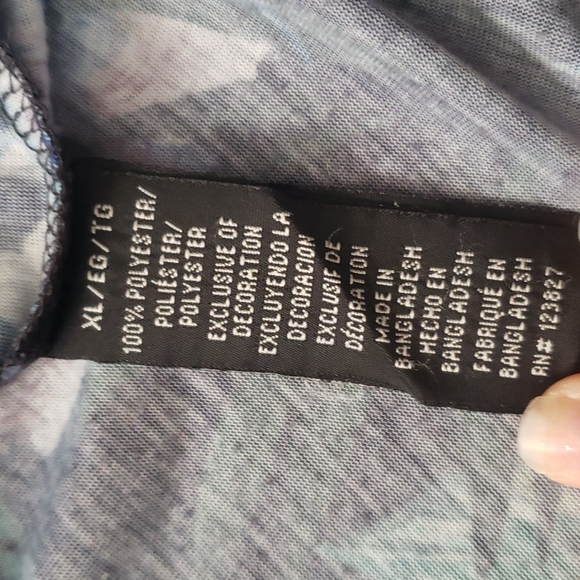 XL/EG/TG
100% POLYESTER/
POLIÉSTER/
POLYESTER
EXCLUSIVE OF
DECORATION
EXCLUYENDO LA
DECORACION
EXCLUSIF DE
DÉCORATION
MADE IN
BANGLADESH
HECHO EN
BANGLADESH
FABRIQUÉ EN
BANGLADESH
RN# 123827